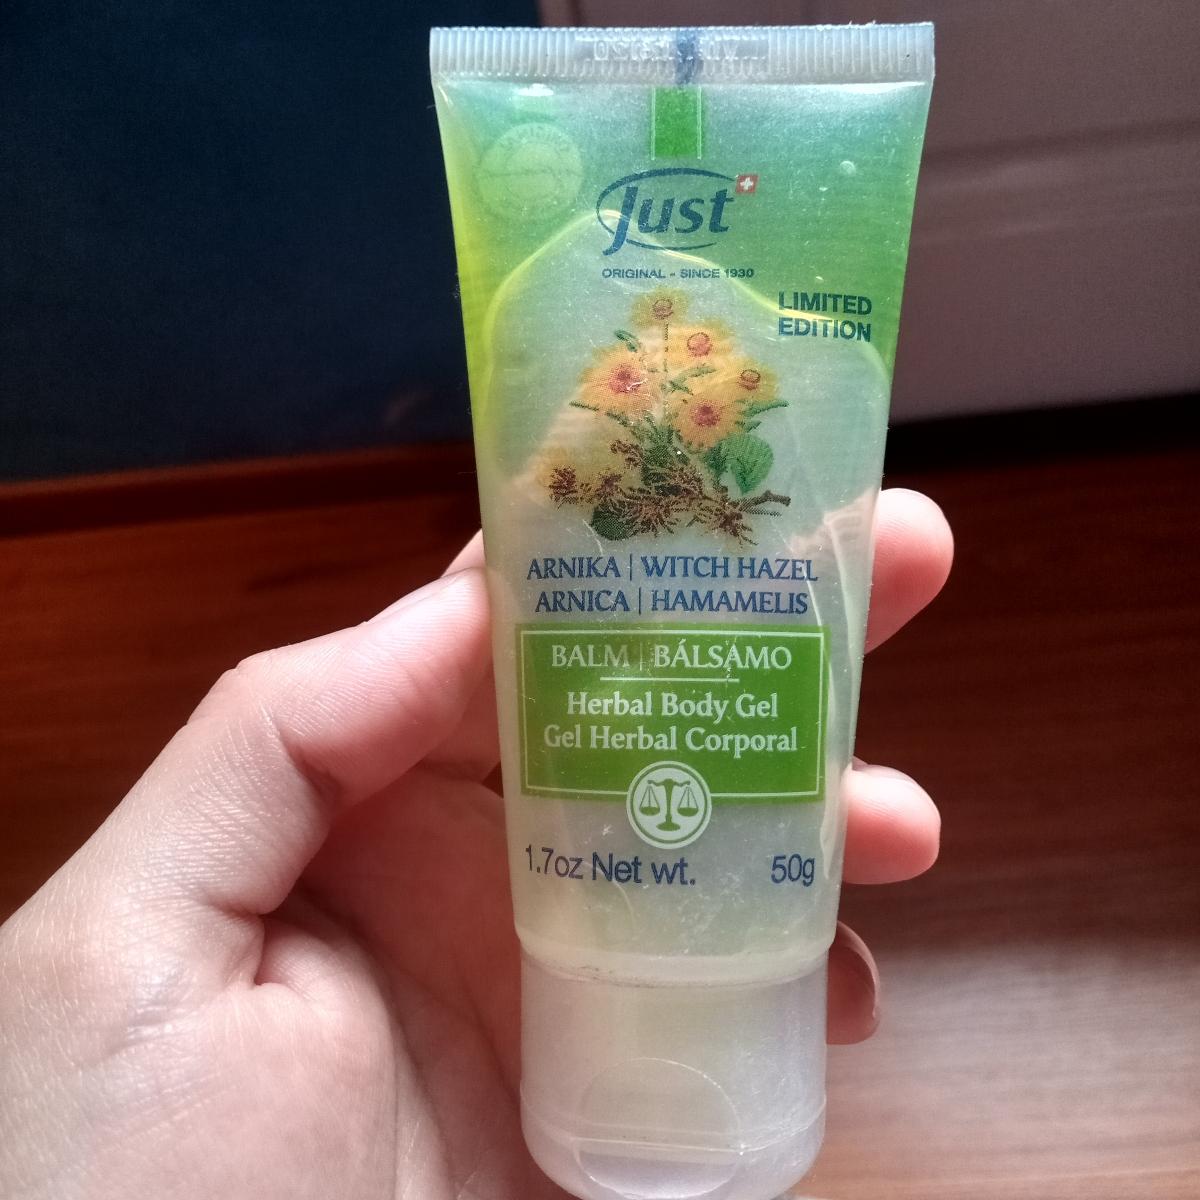 Just
ORIGINAL - SINCE 1930
LIMITED
EDITION
ARNIKA | WITCH HAZEL
ARNICA | HAMAMELIS
BALM | BÁLSAMO
Herbal Body Gel
Gel Herbal Corporal
1.7oz Net wt. 50g